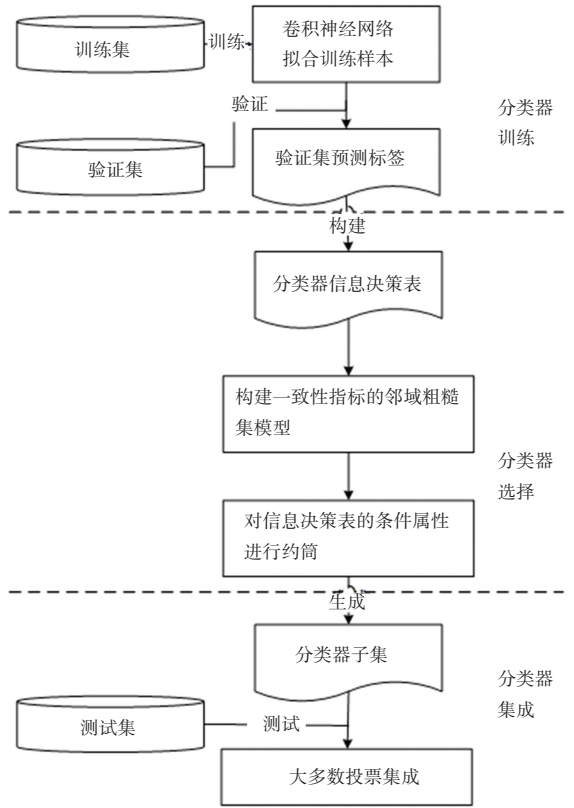 训练集
训练
卷积神经网络
拟合训练样本
验证
分类器
训练
验证集
验证集预测标签
构建
分类器信息决策表
构建一致性指标的邻域粗糙
集模型
分类器
选择
对信息决策表的条件属性
进行约筒
生成
分类器子集
分类器
集成
测试集
测试
大多数投票集成